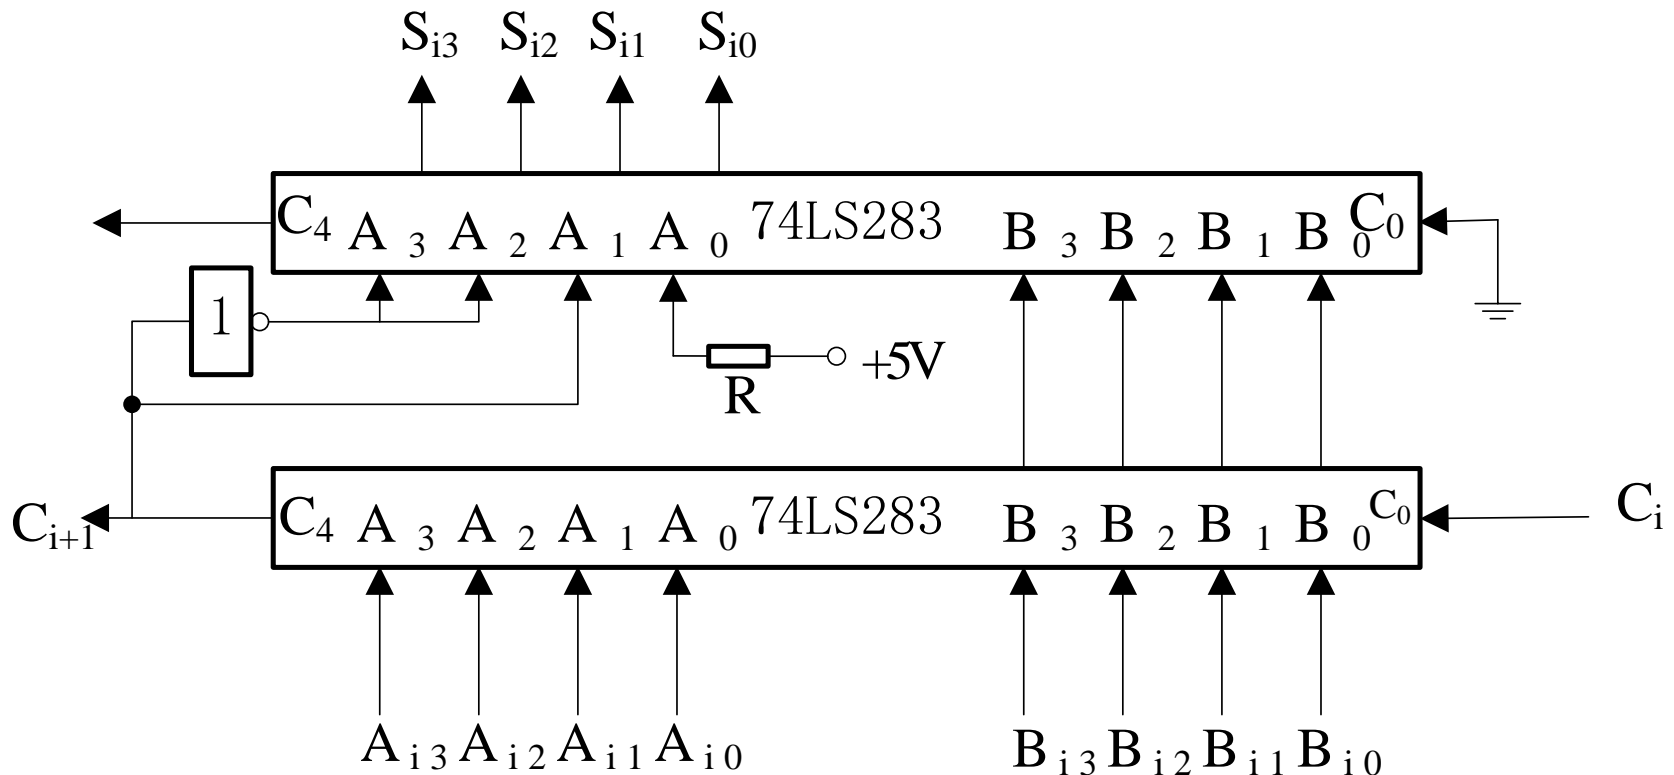 Si3 Si2 Si1 Si0
C4 A3 A2 A1 A0 74LS283 B3 B2 B1 B0 C0
1
+5V
R
Ci+1 C4 A3 A2 A1 A0 74LS283 B3 B2 B1 B0 C0 Ci
Ai3 Ai2 Ai1 Ai0 Bi3 Bi2 Bi1 Bi0